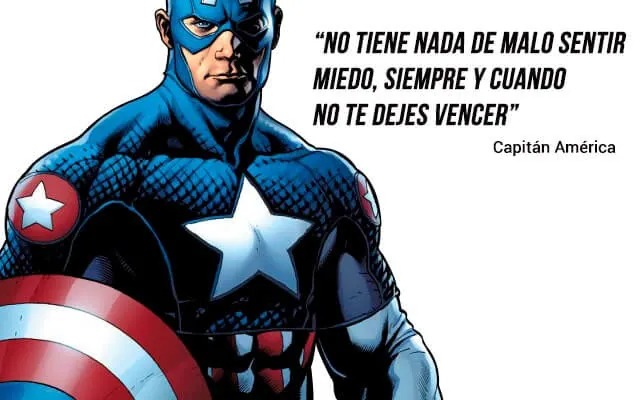 “NO TIENE NADA DE MALO SENTIR
MIEDO, SIEMPRE Y CUANDO
NO TE DEJES VENCER”
Capitán América